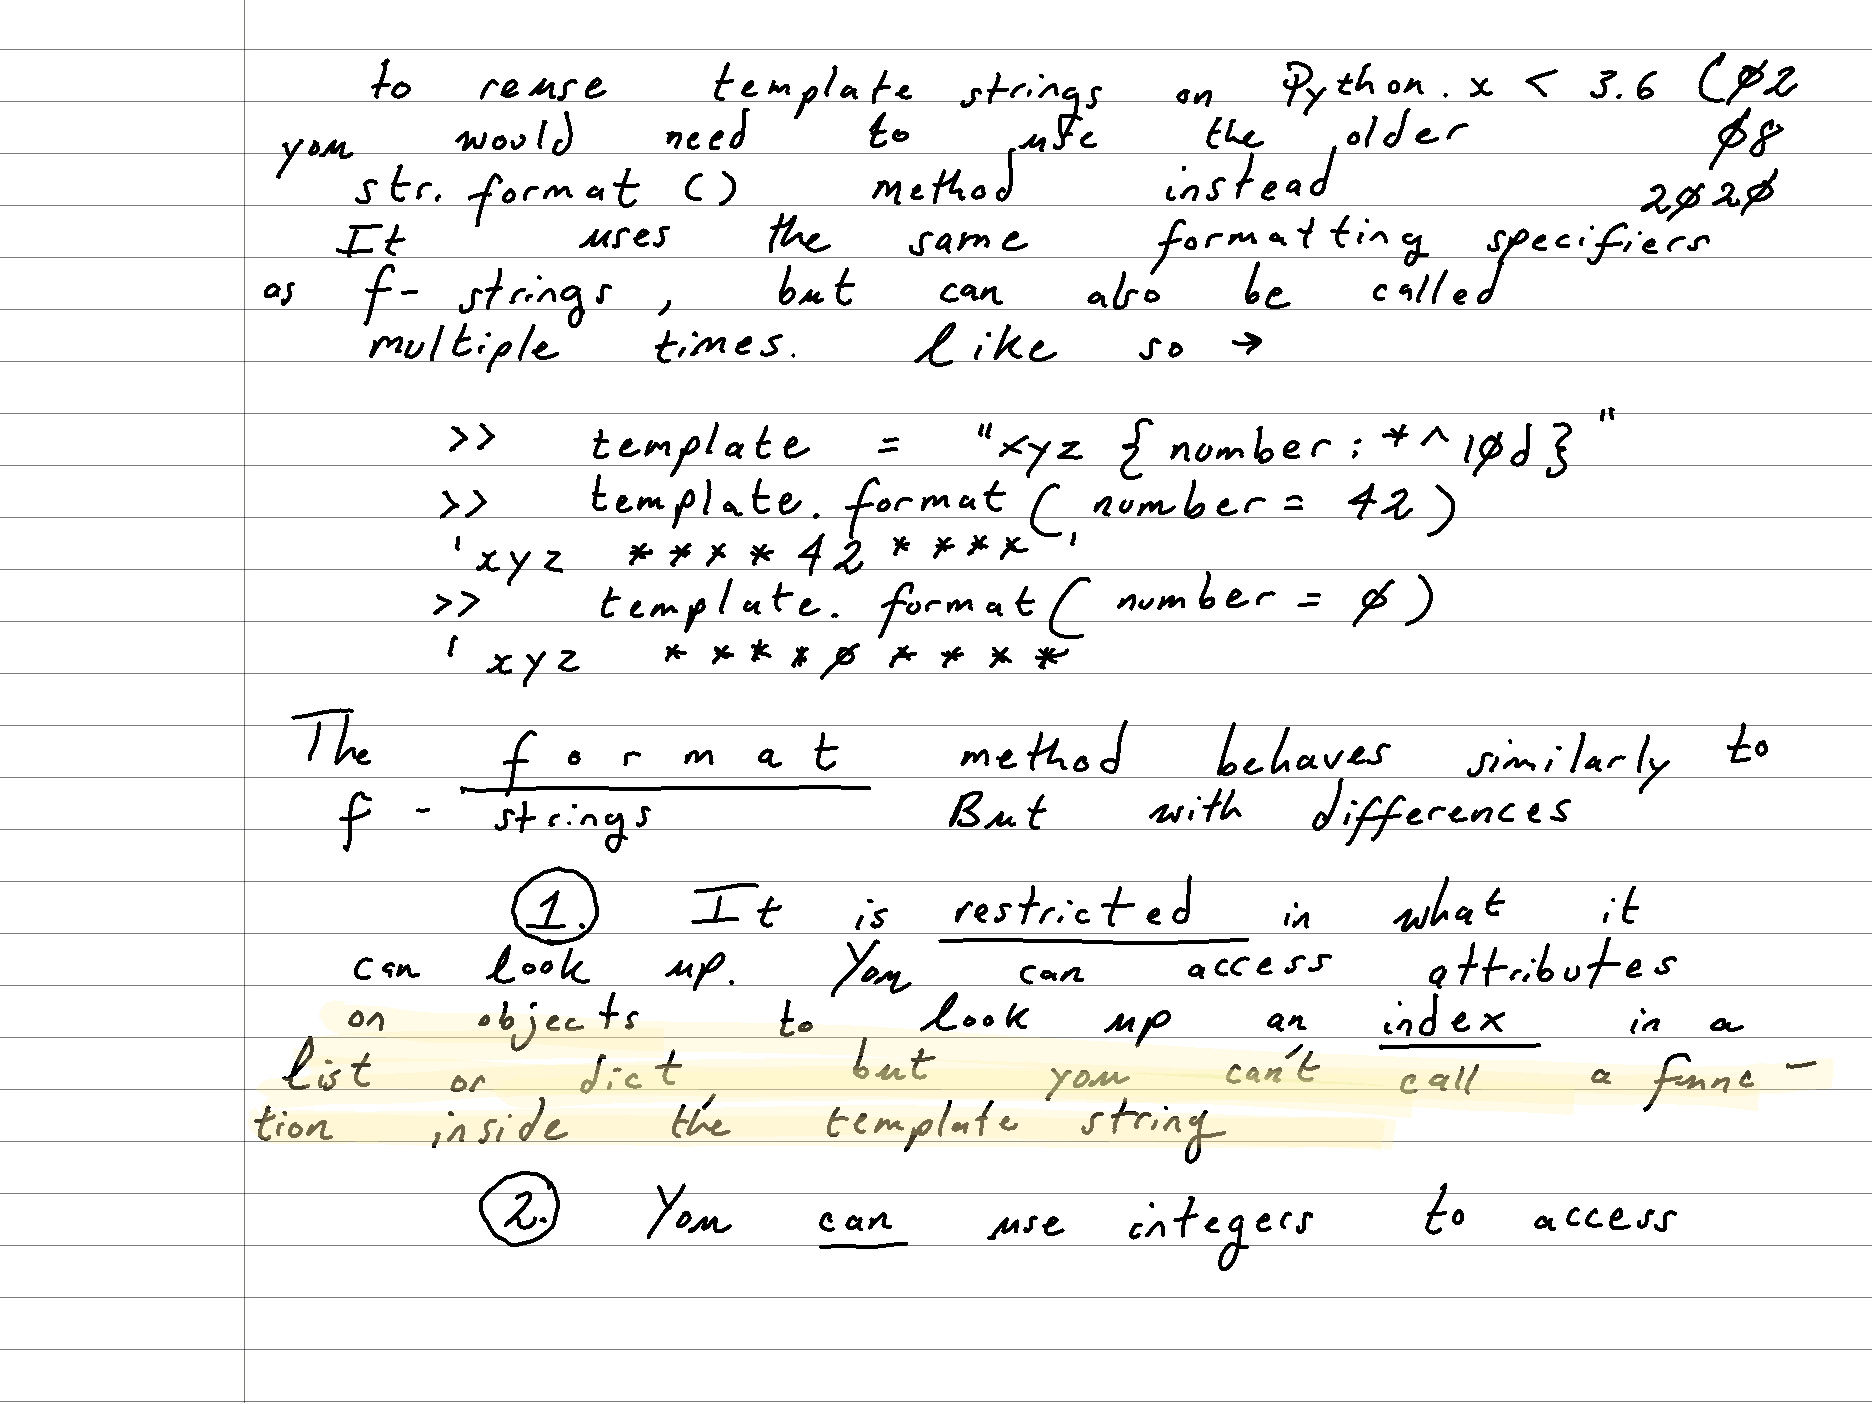 to reuse template strings on Python.x < 3.6 (02
you would need to use the older 08
str.format() method instead 2020
It uses the same formatting specifiers
as f-strings, but can also be called
multiple times. like so →
>> template = "xyz {number:*^10d}"
>> template.format(number = 42)
'xyz ****42****'
>> template.format(number = 0)
'xyz ****0****
The format method behaves similarly to
f-strings But with differences
1. It is restricted in what it
can look up. You can access attributes
on objects to look up an index in a
list or dict, but you can't call a func-
tion inside the template string
2. You can use integers to access